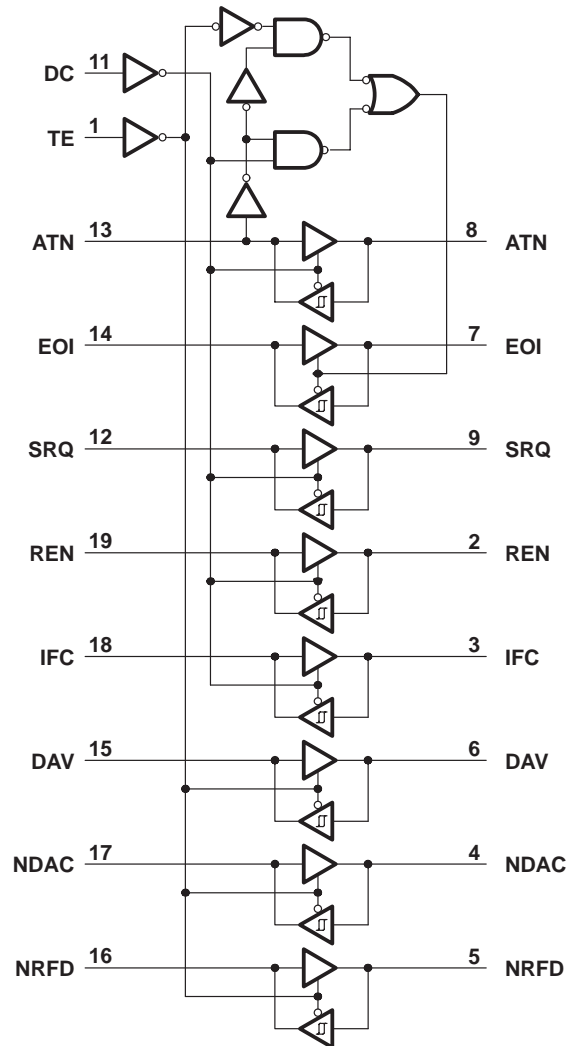 DC 11
TE 1
ATN 13 8 ATN
EOI 14 7 EOI
SRQ 12 9 SRQ
REN 19 2 REN
IFC 18 3 IFC
DAV 15 6 DAV
NDAC 17 4 NDAC
NRFD 16 5 NRFD